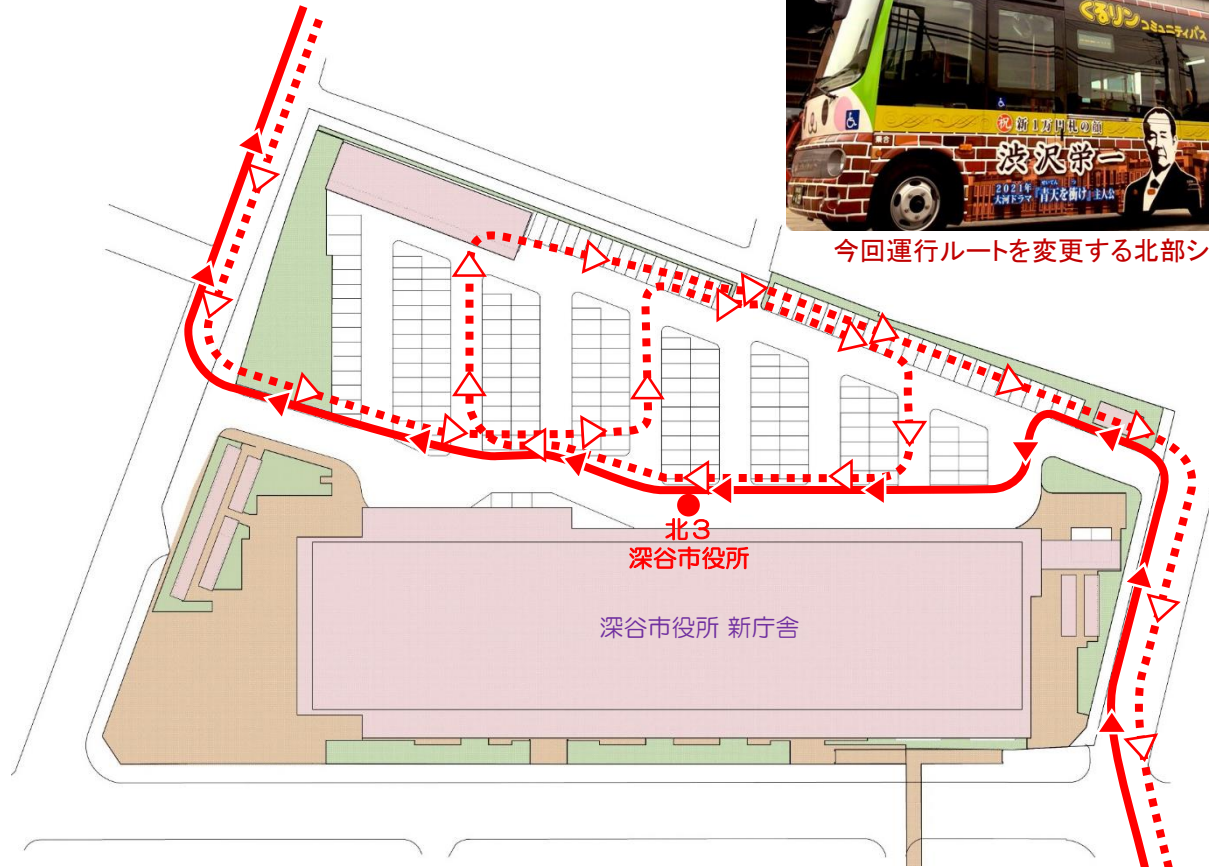 くるリン コミュニティバス
祝 新1万円札の顔
渋沢栄一
2021年
大河ドラマ『青天を衝け』主人公
今回運行ルートを変更する北部シ
北3
深谷市役所
深谷市役所 新庁舎